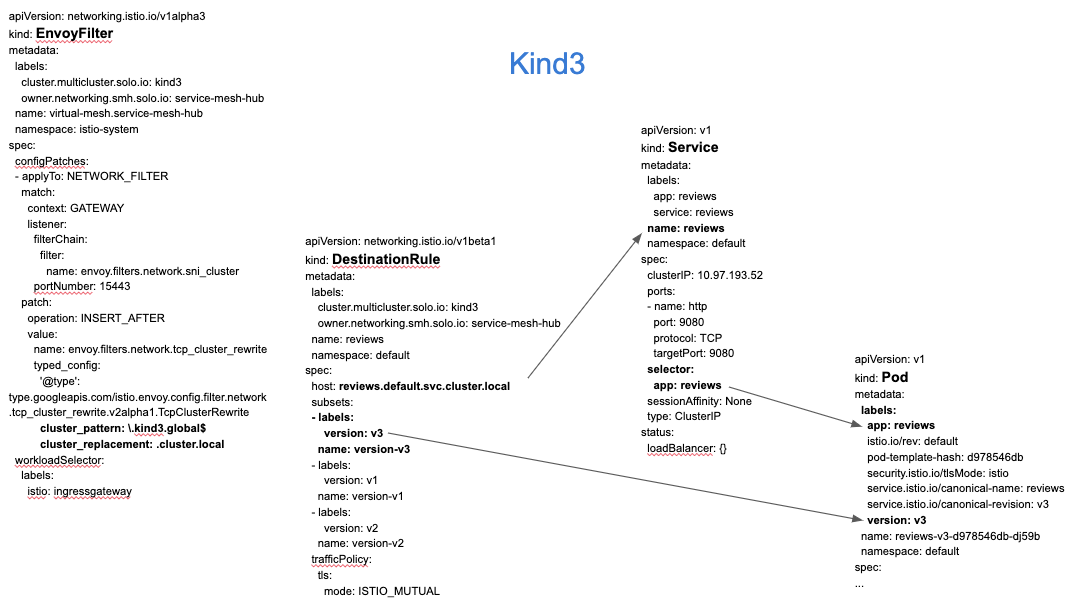 apiVersion: networking.istio.io/v1alpha3
kind: EnvoyFilter
metadata:
labels:
cluster.multicluster.solo.io: kind3
owner.networking.smh.solo.io: service-mesh-hub
name: virtual-mesh.service-mesh-hub
namespace: istio-system
spec:
configPatches:
- applyTo: NETWORK_FILTER
match:
context: GATEWAY
listener:
filterChain:
filter:
name: envoy.filters.network.sni_cluster
portNumber: 15443
patch:
operation: INSERT_AFTER
value:
name: envoy.filters.network.tcp_cluster_rewrite
typed_config:
'@type':
type.googleapis.com/istio.envoy.config.filter.network
.tcp_cluster_rewrite.v2alpha1.TcpClusterRewrite
cluster_pattern: \.kind3.global$
cluster_replacement: .cluster.local
workloadSelector:
labels:
istio: ingressgateway
Kind3
apiVersion: networking.istio.io/v1beta1
kind: DestinationRule
metadata:
labels:
cluster.multicluster.solo.io: kind3
owner.networking.smh.solo.io: service-mesh-hub
name: reviews
namespace: default
spec:
host: reviews.default.svc.cluster.local
subsets:
- labels:
version: v3
name: version-v3
- labels:
version: v1
name: version-v1
- labels:
version: v2
name: version-v2
trafficPolicy:
tls:
mode: ISTIO_MUTUAL
apiVersion: v1
kind: Service
metadata:
labels:
app: reviews
service: reviews
name: reviews
namespace: default
spec:
clusterIP: 10.97.193.52
ports:
- name: http
port: 9080
protocol: TCP
targetPort: 9080
selector:
app: reviews
sessionAffinity: None
type: ClusterIP
status:
loadBalancer: {}
apiVersion: v1
kind: Pod
metadata:
labels:
app: reviews
istio.io/rev: default
pod-template-hash: d978546db
security.istio.io/tlsMode: istio
service.istio.io/canonical-name: reviews
service.istio.io/canonical-revision: v3
version: v3
name: reviews-v3-d978546db-dj59b
namespace: default
spec:
...